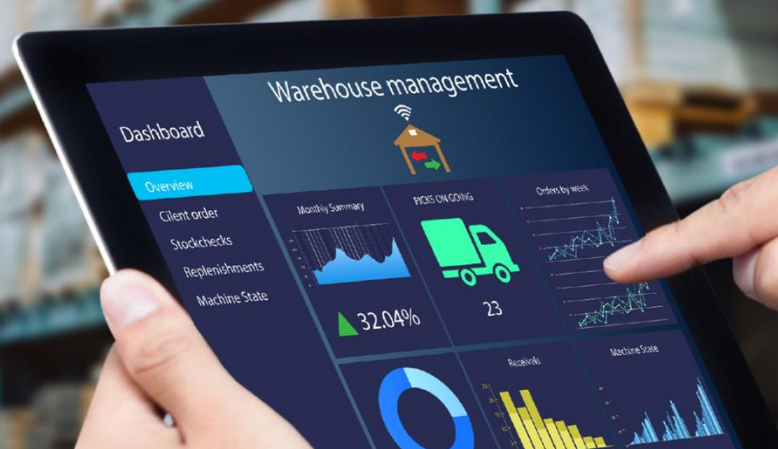 Warehouse management
Dashboard
Overview
Cilent order
Stockchecks
Replenishments
Machine State
Monthly Summary
PICKS ON GOING
Orders by week
32.04%
23
Receivals
Machine State